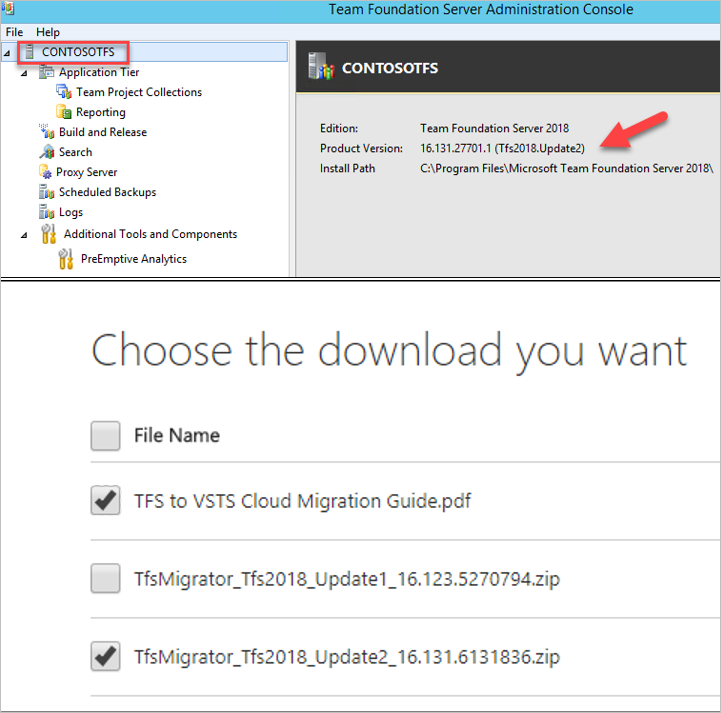 Team Foundation Server Administration Console
File Help
CONTOSOTFS
Application Tier
Team Project Collections
Reporting
Build and Release
Search
Proxy Server
Scheduled Backups
Logs
Additional Tools and Components
PreEmptive Analytics
CONTOSOTFS
Edition: Team Foundation Server 2018
Product Version: 16.131.27701.1 (Tfs2018.Update2)
Install Path C:\Program Files\Microsoft Team Foundation Server 2018\
Choose the download you want
File Name
TFS to VSTS Cloud Migration Guide.pdf
TfsMigrator_Tfs2018_Update1_16.123.5270794.zip
TfsMigrator_Tfs2018_Update2_16.131.6131836.zip